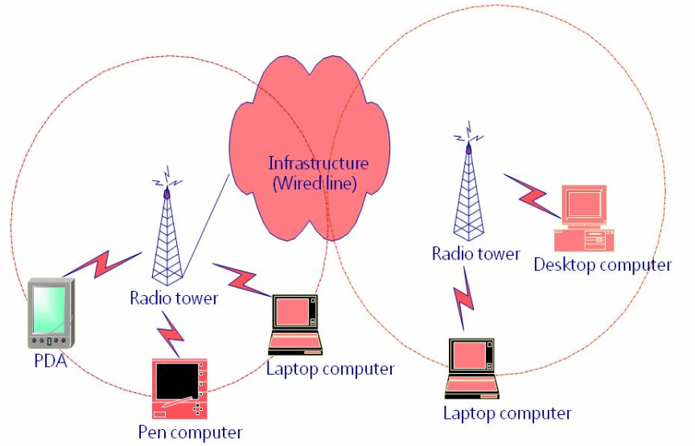 Infrastructure
(Wired line)
Radio tower
Desktop computer
Radio tower
PDA
Laptop computer
Laptop computer
Pen computer